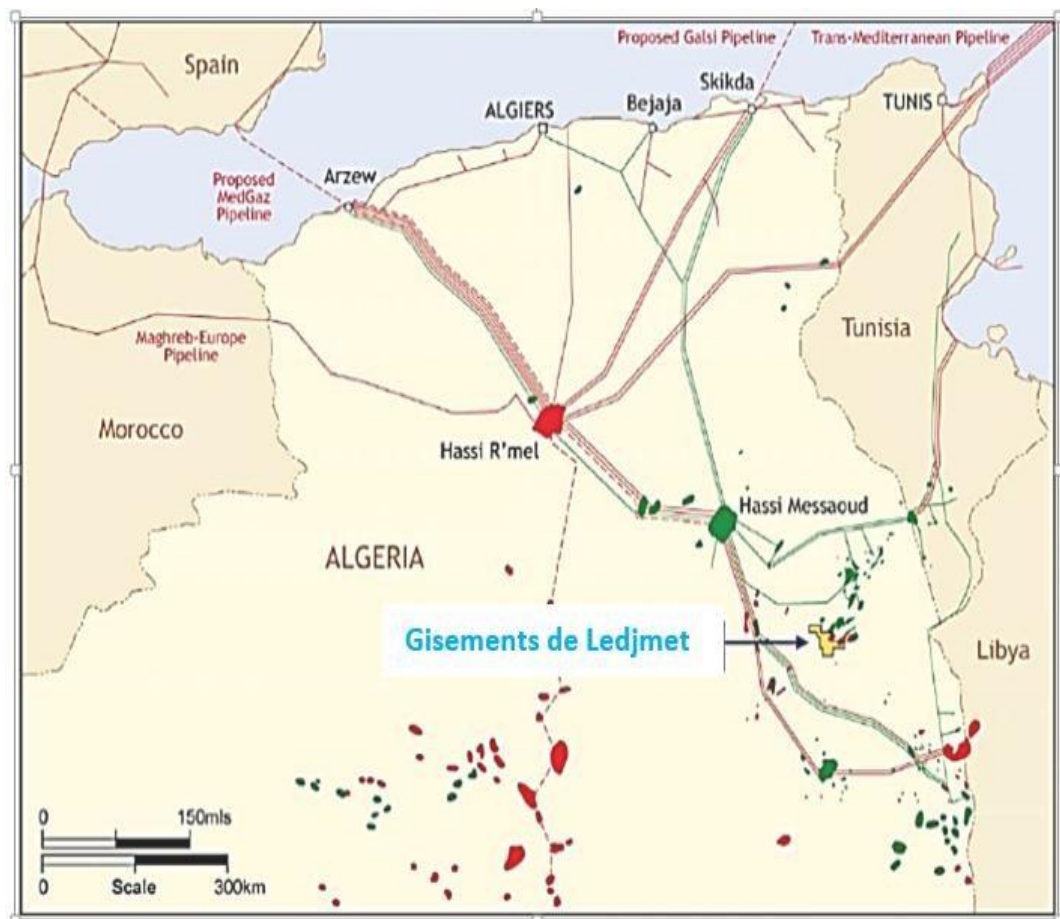 Proposed Galsi Pipeline
Trans-Mediterranean Pipeline
Spain
Skikda
ALGIERS
Bejaja
TUNIS
Proposed
MedGaz
Pipeline
Arzew
Tunisia
Maghreb-Europe
Pipeline
Morocco
Hassi R'mel
Hassi Messaoud
ALGERIA
Gisements de Ledjmet
Libya
0 150mls
0 Scale 300km